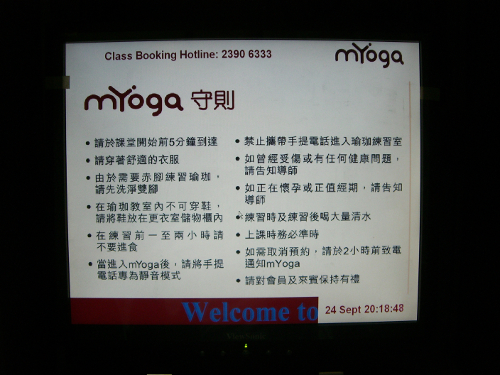 Class Booking Hotline: 2390 6333
mYoga
mYoga 守則
• 請於課堂開始前5分鐘到達
• 請穿著舒適的衣服
• 由於需要赤腳練習瑜珈,
請先洗淨雙腳
• 在瑜珈教室內不可穿鞋,
請將鞋放在更衣室儲物櫃內
• 在練習前一至兩小時請
不要進食
• 當進入mYoga後, 請將手提
電話專為靜音模式
• 禁止攜帶手提電話進入瑜珈練習室
• 如曾經受傷或有任何健康問題,
請告知導師
• 如正在懷孕或正值經期, 請告知
導師
• 練習時及練習後喝大量清水
• 上課時務必準時
• 如需取消預約, 請於2小時前致電
通知mYoga
• 請對會員及來賓保持有禮
Welcome to
24 Sept 20:18:48
ViewSonic